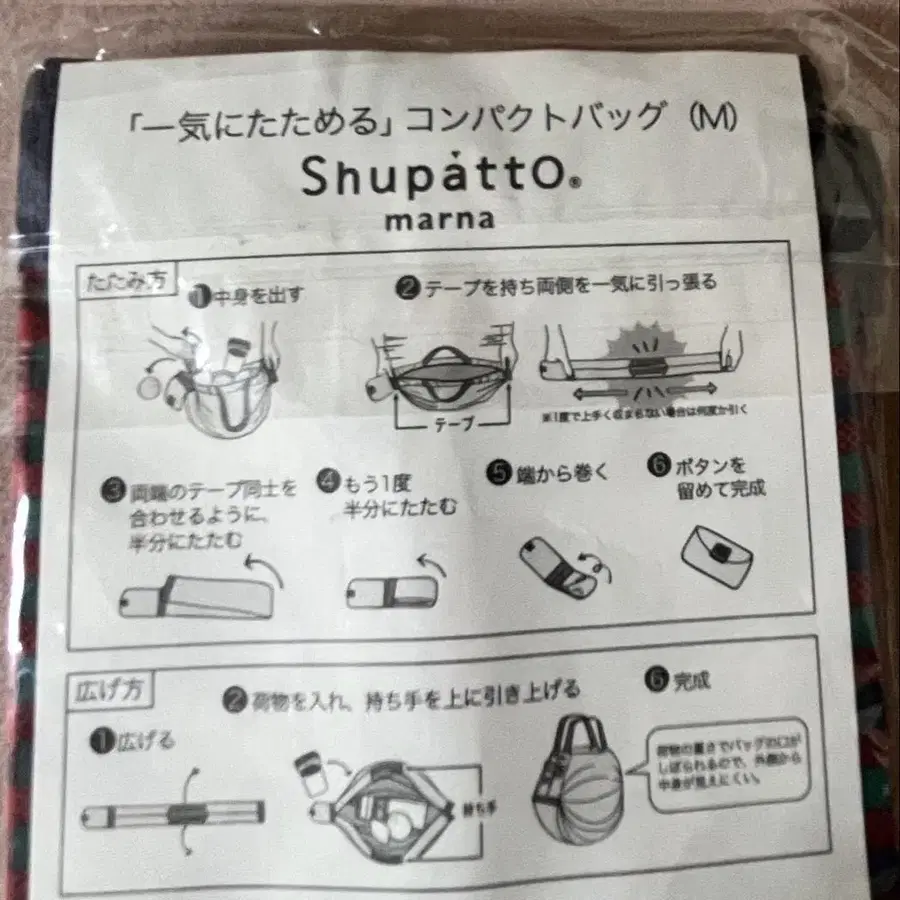 「一気にたためる」コンパクトバッグ（M）
Shupatto®
marna
たたみ方
❶中身を出す
❷テープを持ち両側を一気に引っ張る
テープ
※1度で上手く収まらない場合は何度か引く
❸両端のテープ同士を
合わせるように、
半分にたたむ
❹もう1度
半分にたたむ
❺端から巻く
❻ボタンを
留めて完成
広げ方
❶広げる
❷荷物を入れ、持ち手を上に引き上げる
持ち手
❻完成
荷物の重さでバッグの口が
しぼられるので、外側から
中身が見えにくい。